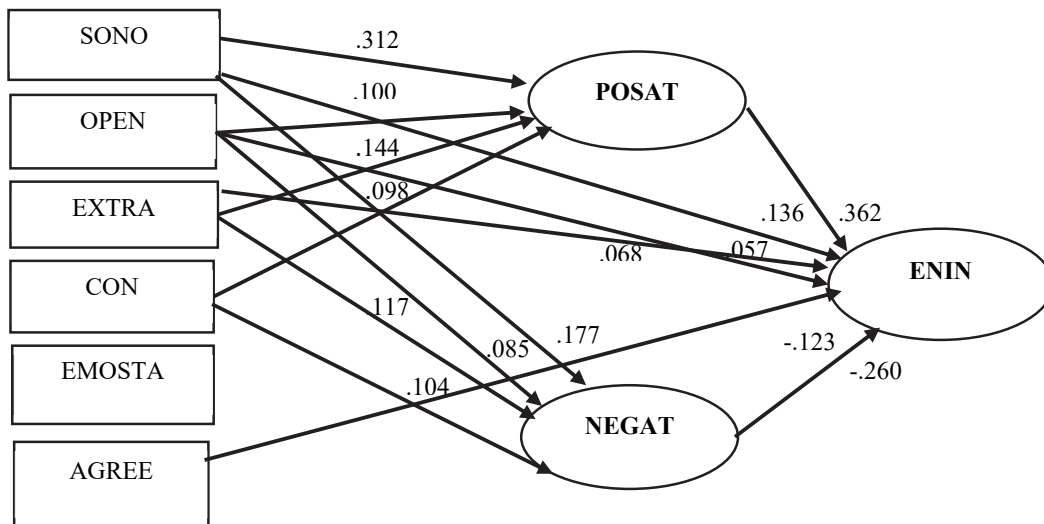 SONO
.312
POSAT
.100
OPEN
.144
.098
EXTRA
.136
.362
.068
.057
ENIN
CON
.117
.177
.085
-.123
EMOSTA
.104
-.260
NEGAT
AGREE